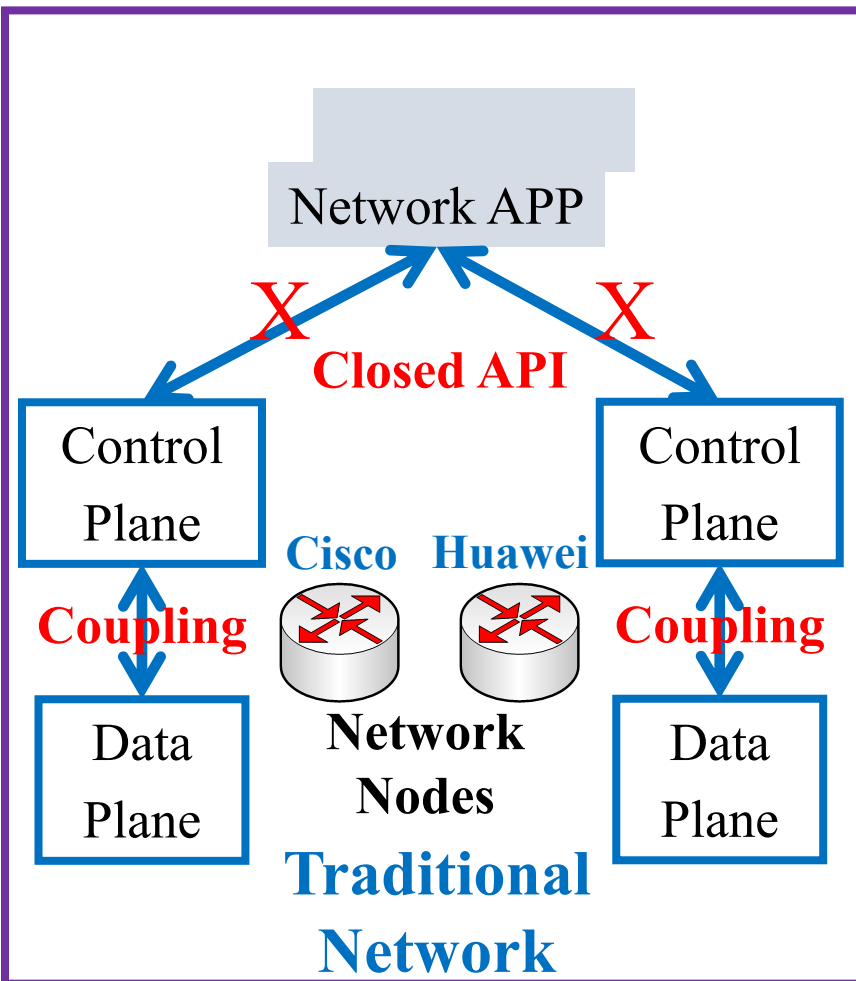 Network APP
X X
Closed API
Control
Plane
Control
Plane
Cisco Huawei
Coupling
Coupling
Data
Plane
Data
Plane
Network
Nodes
Traditional
Network